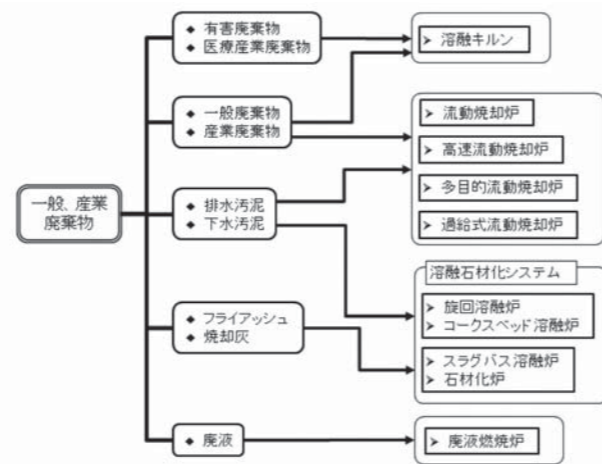 一般、産業
廃棄物
◆ 有害廃棄物
◆ 医療産業廃棄物
◆ 一般廃棄物
◆ 産業廃棄物
◆ 排水汚泥
◆ 下水汚泥
◆ フライアッシュ
◆ 焼却灰
◆ 廃液
➢ 溶融キルン
➢ 流動焼却炉
➢ 高速流動焼却炉
➢ 多目的流動焼却炉
➢ 過給式流動焼却炉
溶融石材化システム
➢ 旋回溶融炉
➢ コークスベッド溶融炉
➢ スラグバス溶融炉
➢ 石材化炉
➢ 廃液燃焼炉